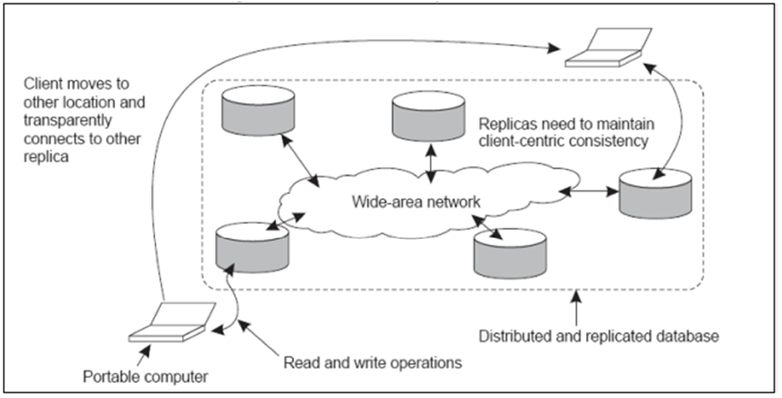 Client moves to
other location and
transparently
connects to other
replica
Replicas need to maintain
client-centric consistency
Wide-area network
Distributed and replicated database
Read and write operations
Portable computer